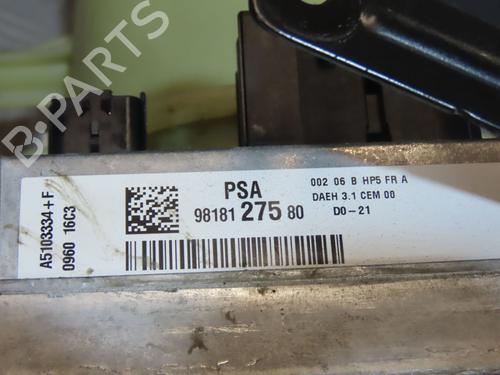 B-PARTS
A5103334+F
0960 16C3
PSA
98181 275 80
002 06 B HP5 FR A
DAEH 3.1 CEM 00
D0-21